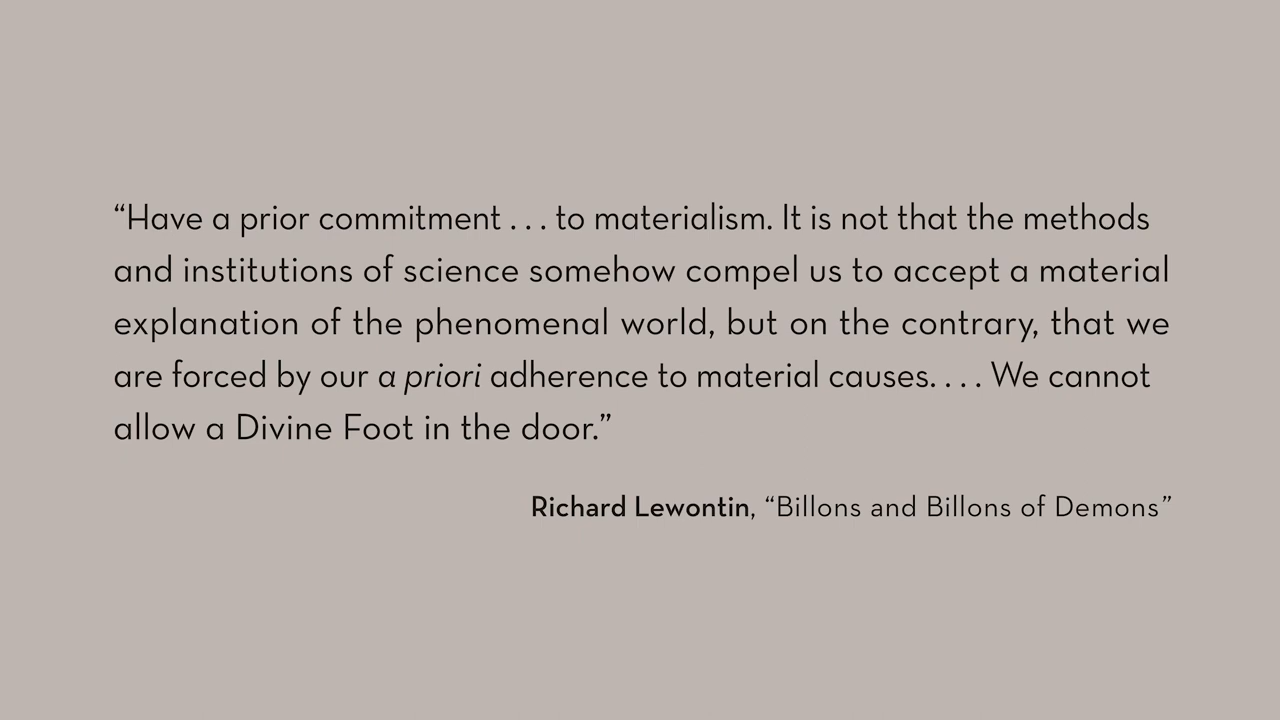 “Have a prior commitment . . . to materialism. It is not that the methods
and institutions of science somehow compel us to accept a material
explanation of the phenomenal world, but on the contrary, that we
are forced by our a priori adherence to material causes. . . . We cannot
allow a Divine Foot in the door.”
Richard Lewontin, “Billons and Billons of Demons”